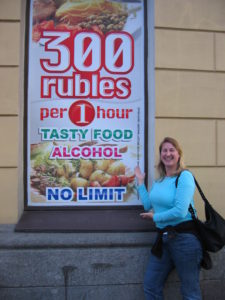 300
rubles
per 1 hour
TASTY FOOD
ALCOHOL
NO LIMIT